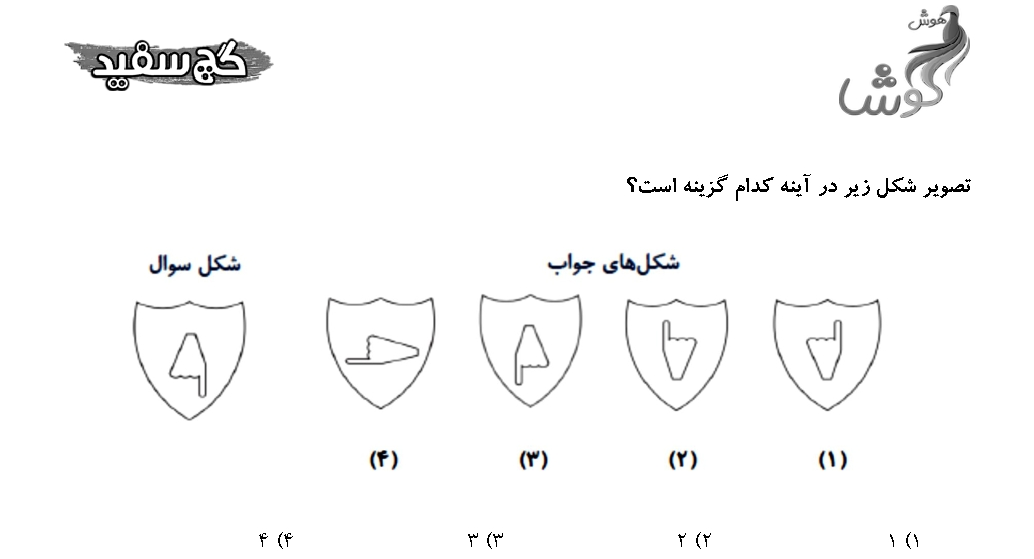 هوش
گوشا
گچ سفید
تصویر شکل زیر در آینه کدام گزینه است؟
شکل‌های جواب
شکل سوال
(۱)
(۲)
(۳)
(۴)
۱) ۱
۲) ۲
۳) ۳
۴) ۴